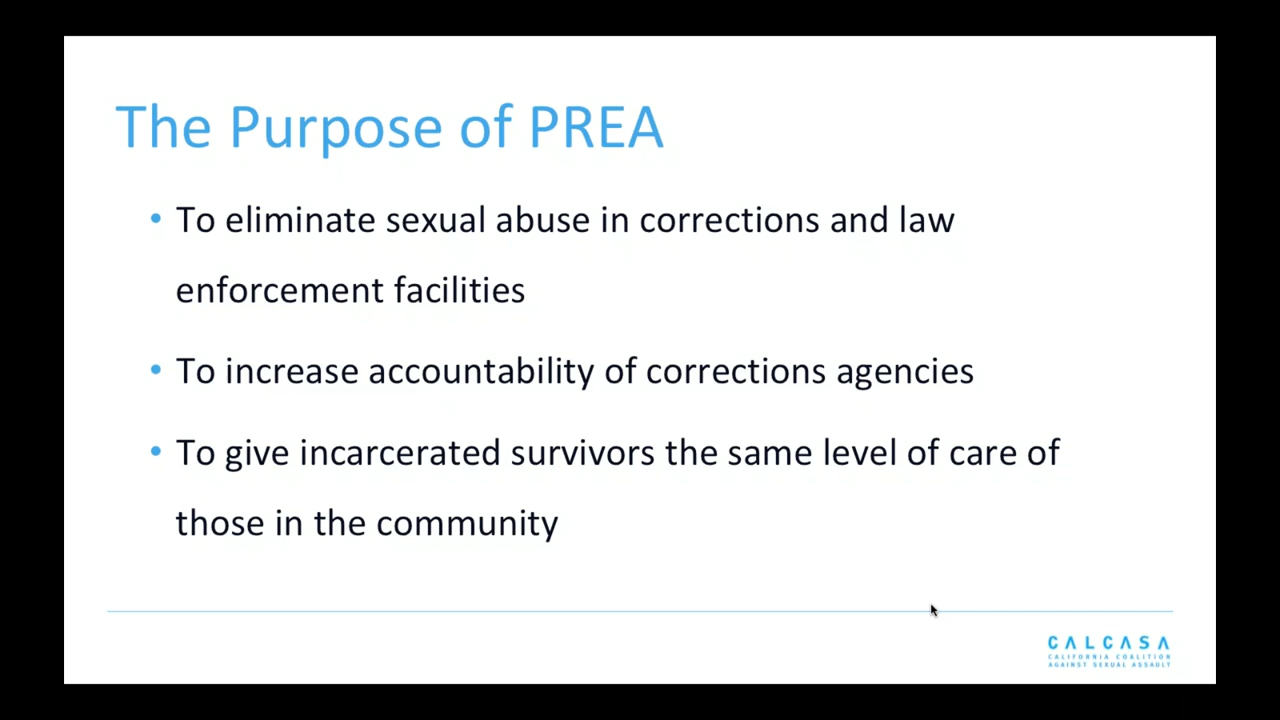 The Purpose of PREA
• To eliminate sexual abuse in corrections and law
enforcement facilities
• To increase accountability of corrections agencies
• To give incarcerated survivors the same level of care of
those in the community
CALCASA
CALIFORNIA COALITION
AGAINST SEXUAL ASSAULT